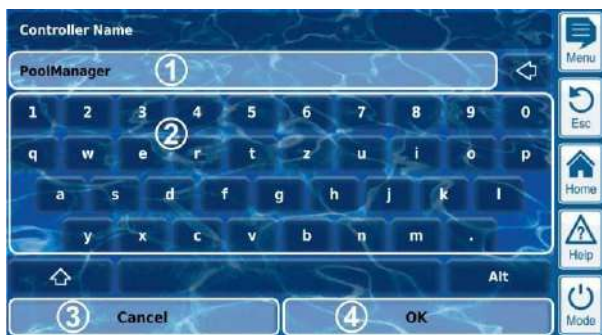 Controller Name
Menu
PoolManager 1
1 2 3 4 5 6 7 8 9 0
2
Esc
q w e r t z u i o p
a s d f g h j k l
Home
y x c v b n m .
Help
Alt
3 Cancel 4 OK
Mode